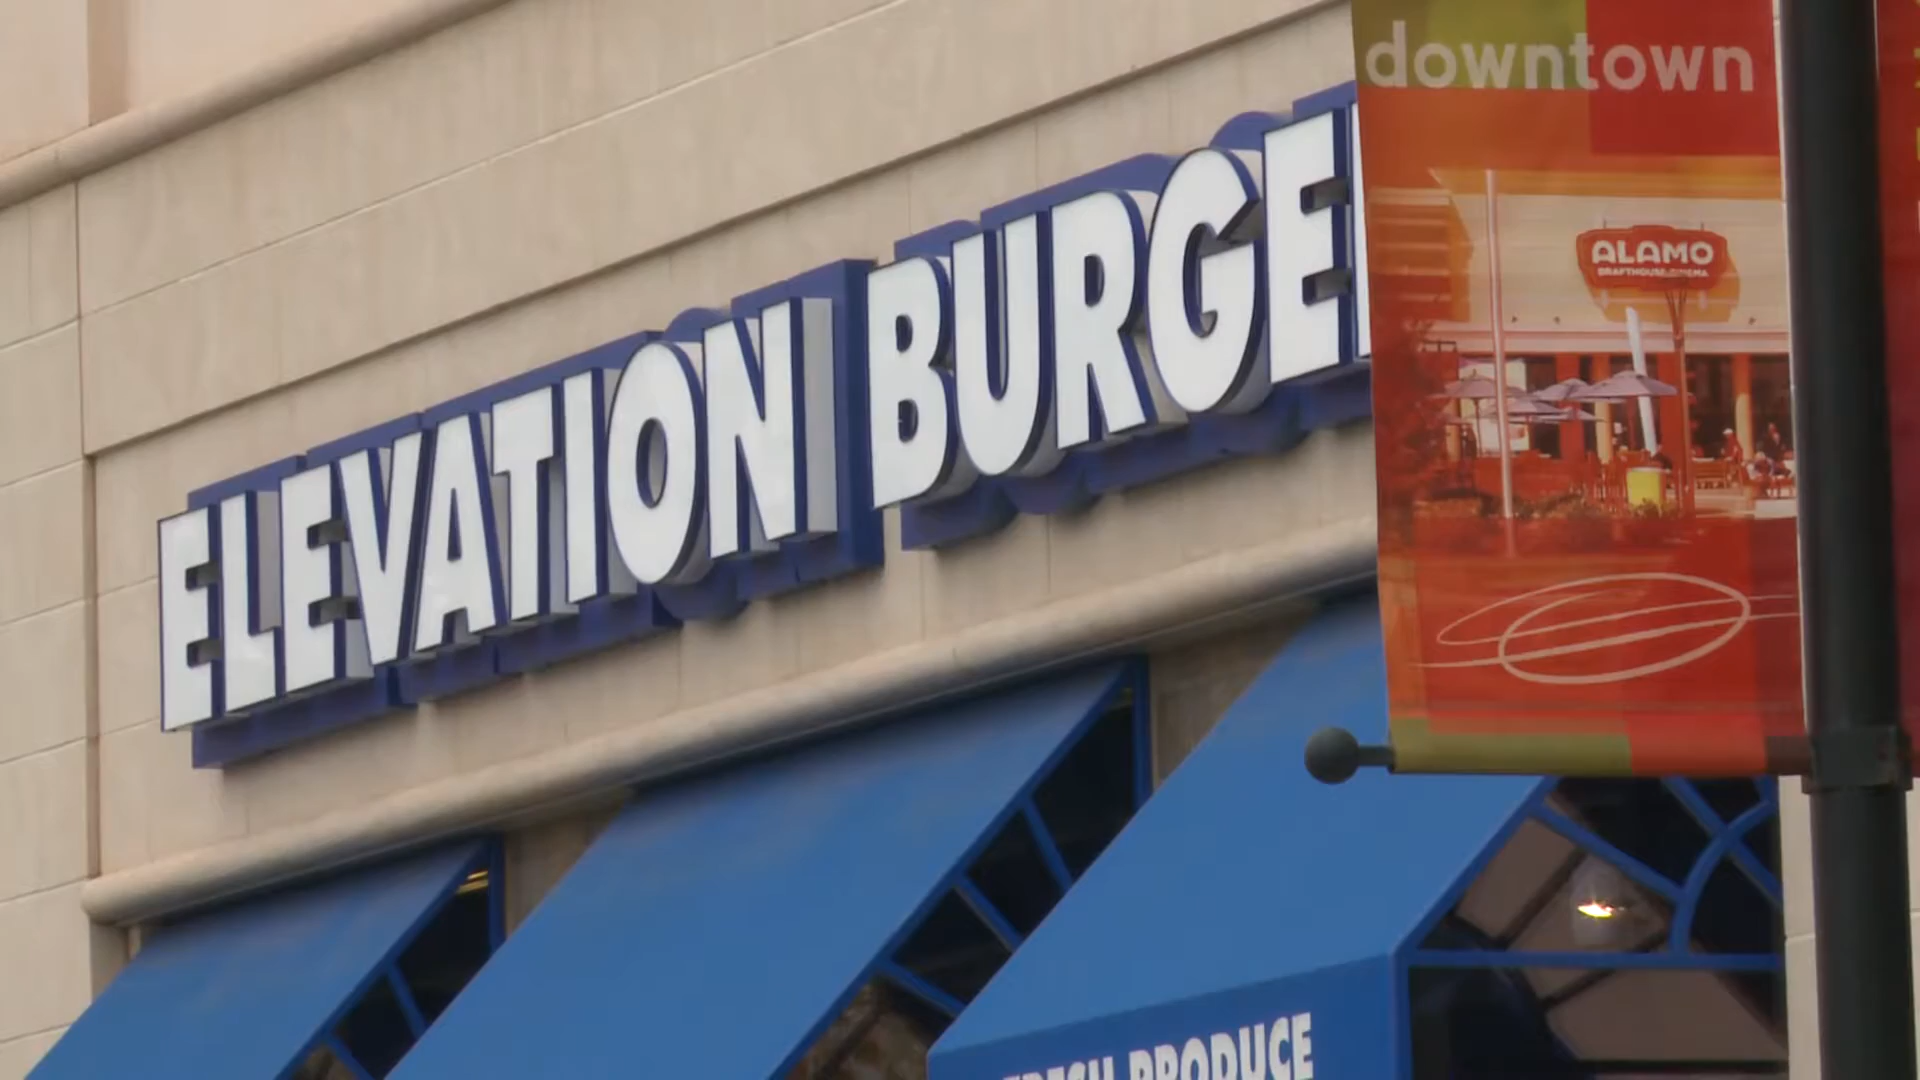 ELEVATION BURGE
downtown
ALAMO
DRAFTHOUSE CINEMA
FRESH PRODUCE